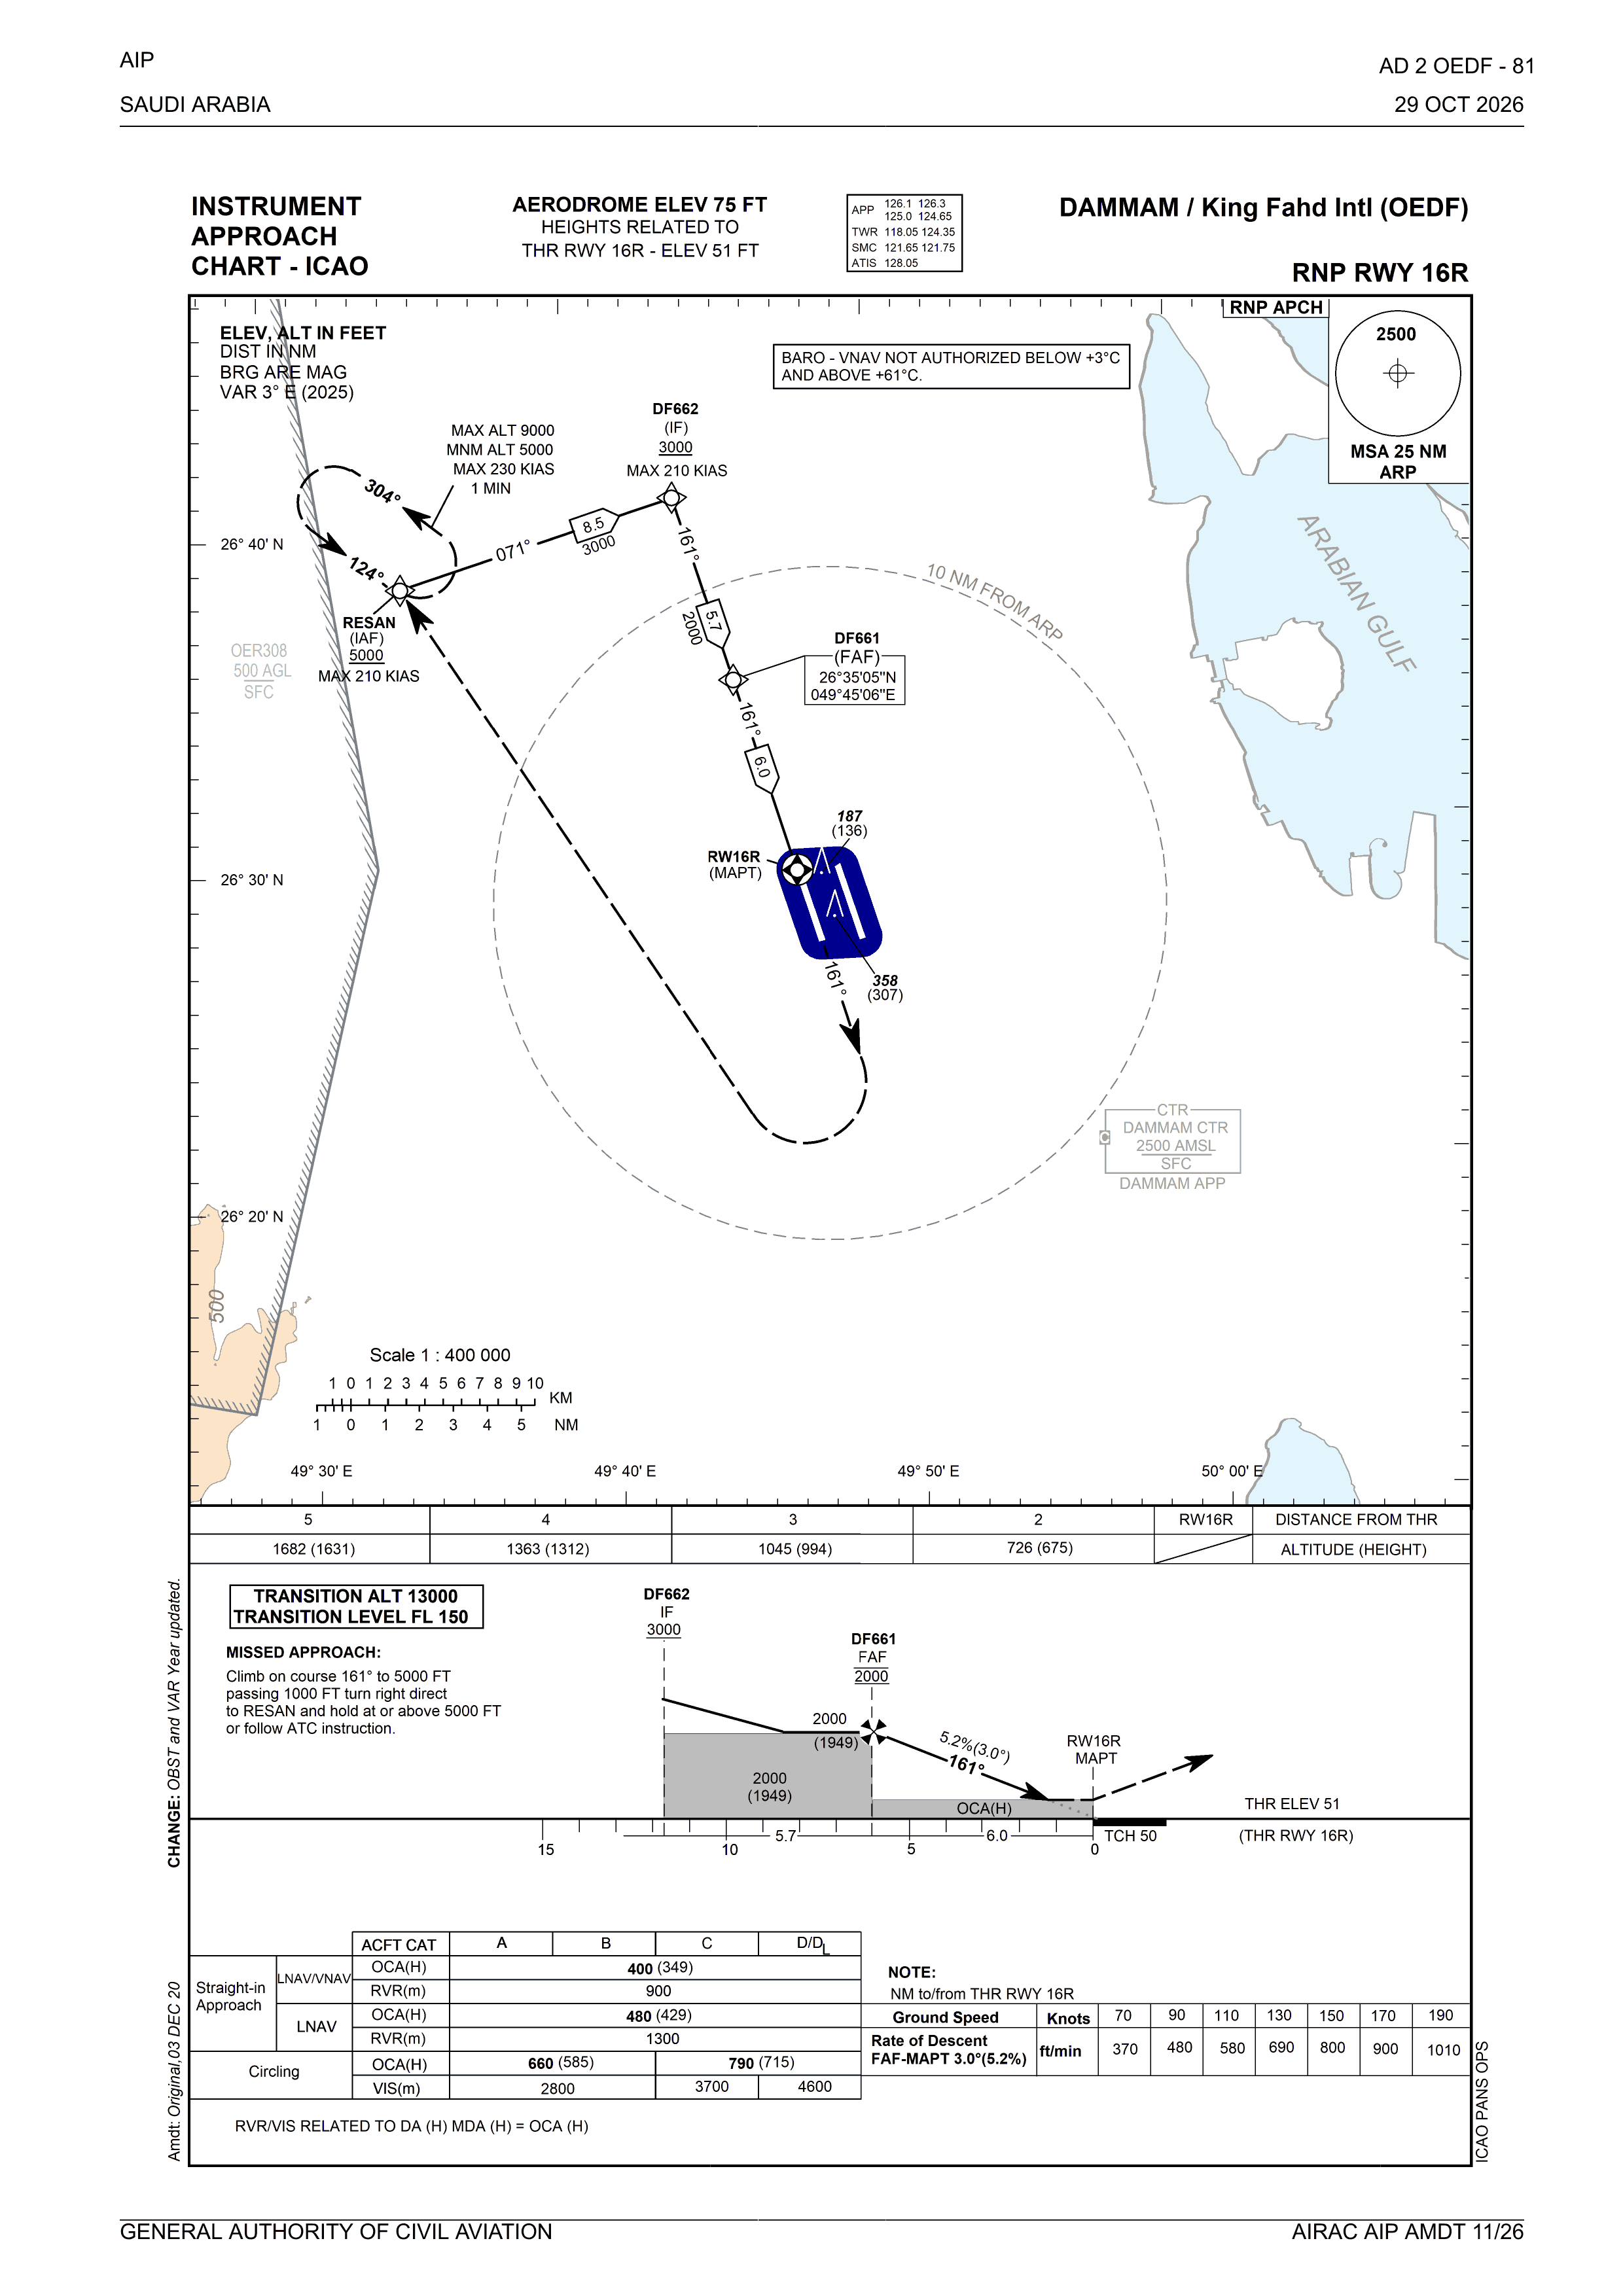 AIP
AD 2 OEDF - 81
SAUDI ARABIA
29 OCT 2026
INSTRUMENT
APPROACH
CHART - ICAO
AERODROME ELEV 75 FT
HEIGHTS RELATED TO
THR RWY 16R - ELEV 51 FT
APP 126.1 126.3
125.0 124.65
TWR 118.05 124.35
SMC 121.65 121.75
ATIS 128.05
DAMMAM / King Fahd Intl (OEDF)
RNP RWY 16R
ELEV, ALT IN FEET
DIST IN NM
BRG ARE MAG
VAR 3° E (2025)
BARO - VNAV NOT AUTHORIZED BELOW +3°C
AND ABOVE +61°C.
RNP APCH
2500
MSA 25 NM
ARP
MAX ALT 9000
MNM ALT 5000
MAX 230 KIAS
1 MIN
DF662
(IF)
3000
MAX 210 KIAS
304°
124°
071°
8.5
3000
161°
5.7
2000
26° 40' N
RESAN
(IAF)
5000
MAX 210 KIAS
OER308
500 AGL
SFC
10 NM FROM ARP
ARABIAN GULF
DF661
(FAF)
26°35'05"N
049°45'06"E
161°
6.0
187
(136)
RW16R
(MAPT)
26° 30' N
161°
358
(307)
CTR
C
DAMMAM CTR
2500 AMSL
SFC
DAMMAM APP
26° 20' N
500
Scale 1 : 400 000
1 0 1 2 3 4 5 6 7 8 9 10
KM
1 0 1 2 3 4 5 NM
49° 30' E
49° 40' E
49° 50' E
50° 00' E
5 4 3 2 RW16R DISTANCE FROM THR
1682 (1631) 1363 (1312) 1045 (994) 726 (675) ALTITUDE (HEIGHT)
TRANSITION ALT 13000
TRANSITION LEVEL FL 150
MISSED APPROACH:
Climb on course 161° to 5000 FT
passing 1000 FT turn right direct
to RESAN and hold at or above 5000 FT
or follow ATC instruction.
DF662
IF
3000
DF661
FAF
2000
2000
(1949)
2000
(1949)
5.2%(3.0°)
161°
OCA(H)
RW16R
MAPT
THR ELEV 51
(THR RWY 16R)
TCH 50
5.7
6.0
15 10 5 0
CHANGE: OBST and VAR Year updated.
Amdt: Original,03 DEC 20
ACFT CAT A B C D/DL
Straight-in
Approach
LNAV/VNAV
OCA(H) 400 (349)
RVR(m) 900
LNAV
OCA(H) 480 (429)
RVR(m) 1300
Circling
OCA(H) 660 (585) 790 (715)
VIS(m) 2800 3700 4600
NOTE:
NM to/from THR RWY 16R
Ground Speed Knots 70 90 110 130 150 170 190
Rate of Descent
FAF-MAPT 3.0°(5.2%) ft/min 370 480 580 690 800 900 1010
RVR/VIS RELATED TO DA (H) MDA (H) = OCA (H)
ICAO PANS OPS
GENERAL AUTHORITY OF CIVIL AVIATION
AIRAC AIP AMDT 11/26